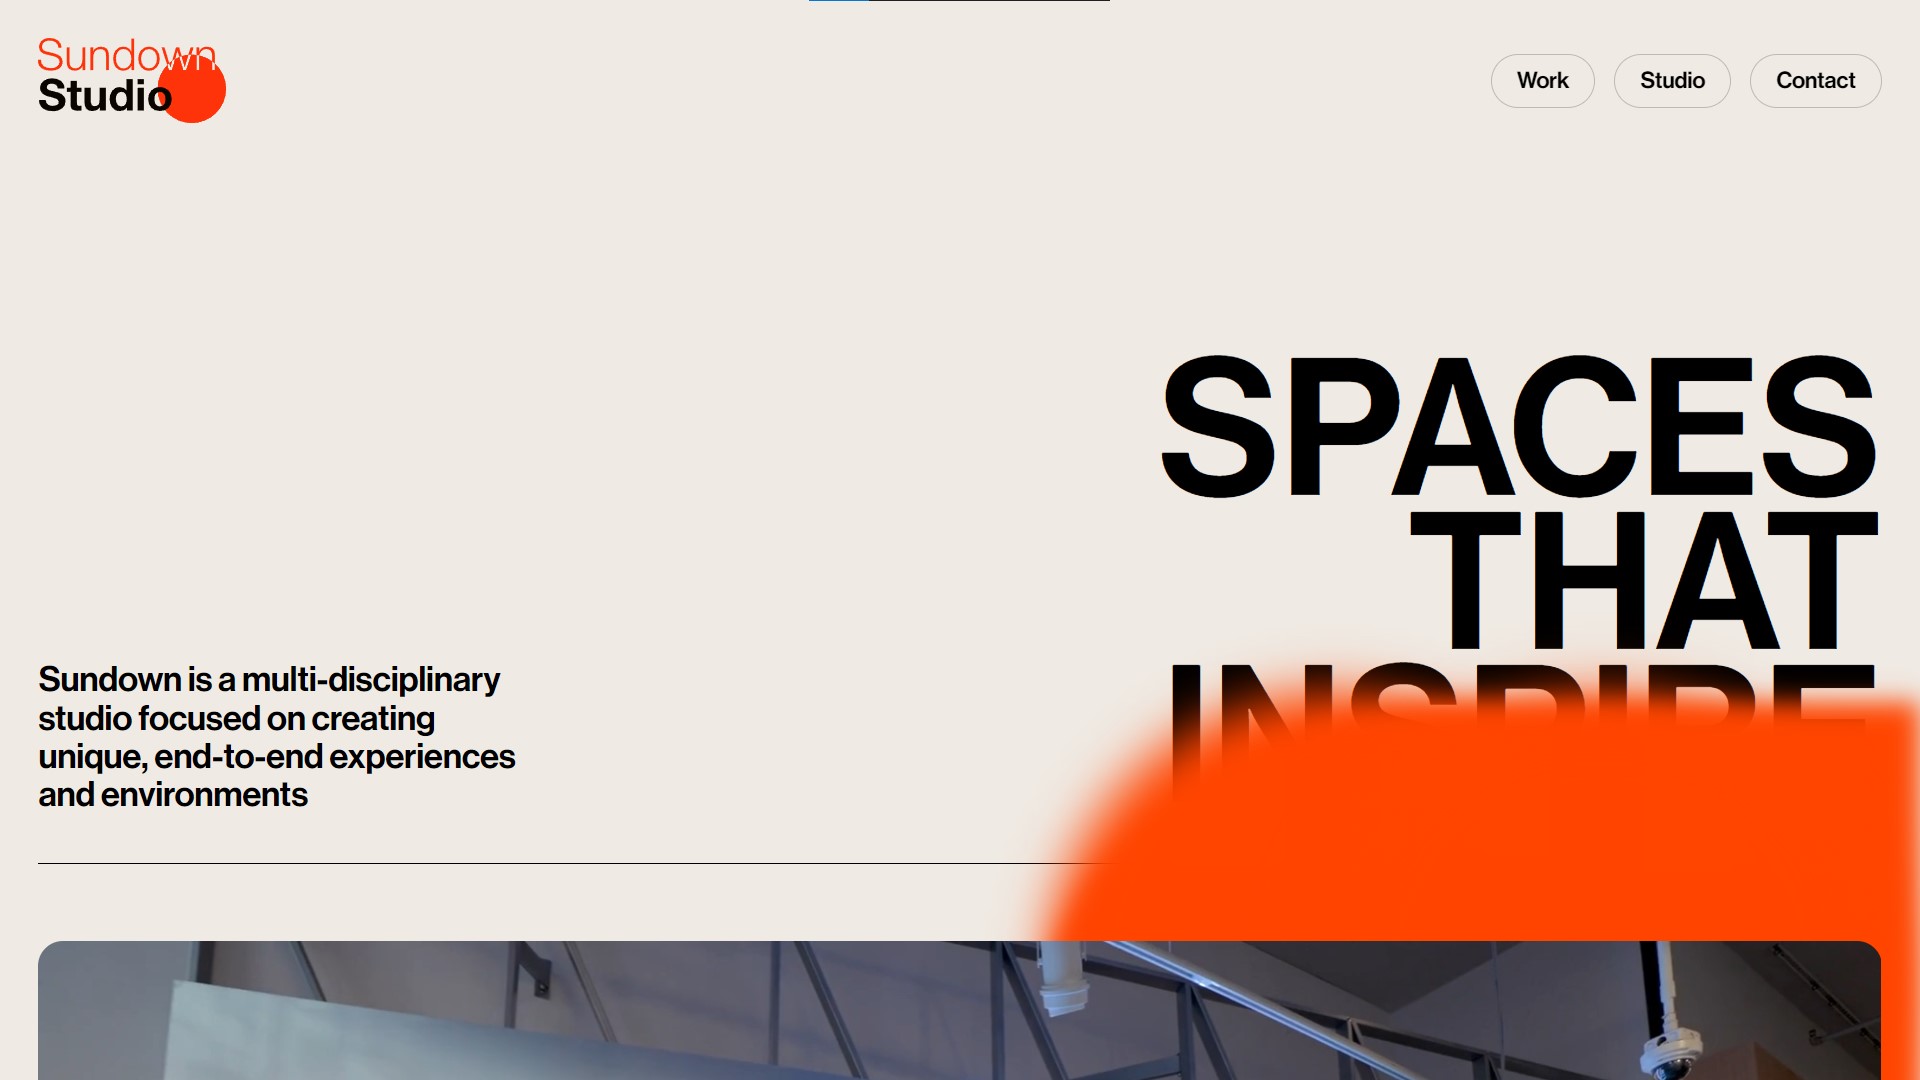 Sundown
Studio
Work
Studio
Contact
SPACES
THAT
INSPIRE
Sundown is a multi-disciplinary
studio focused on creating
unique, end-to-end experiences
and environments